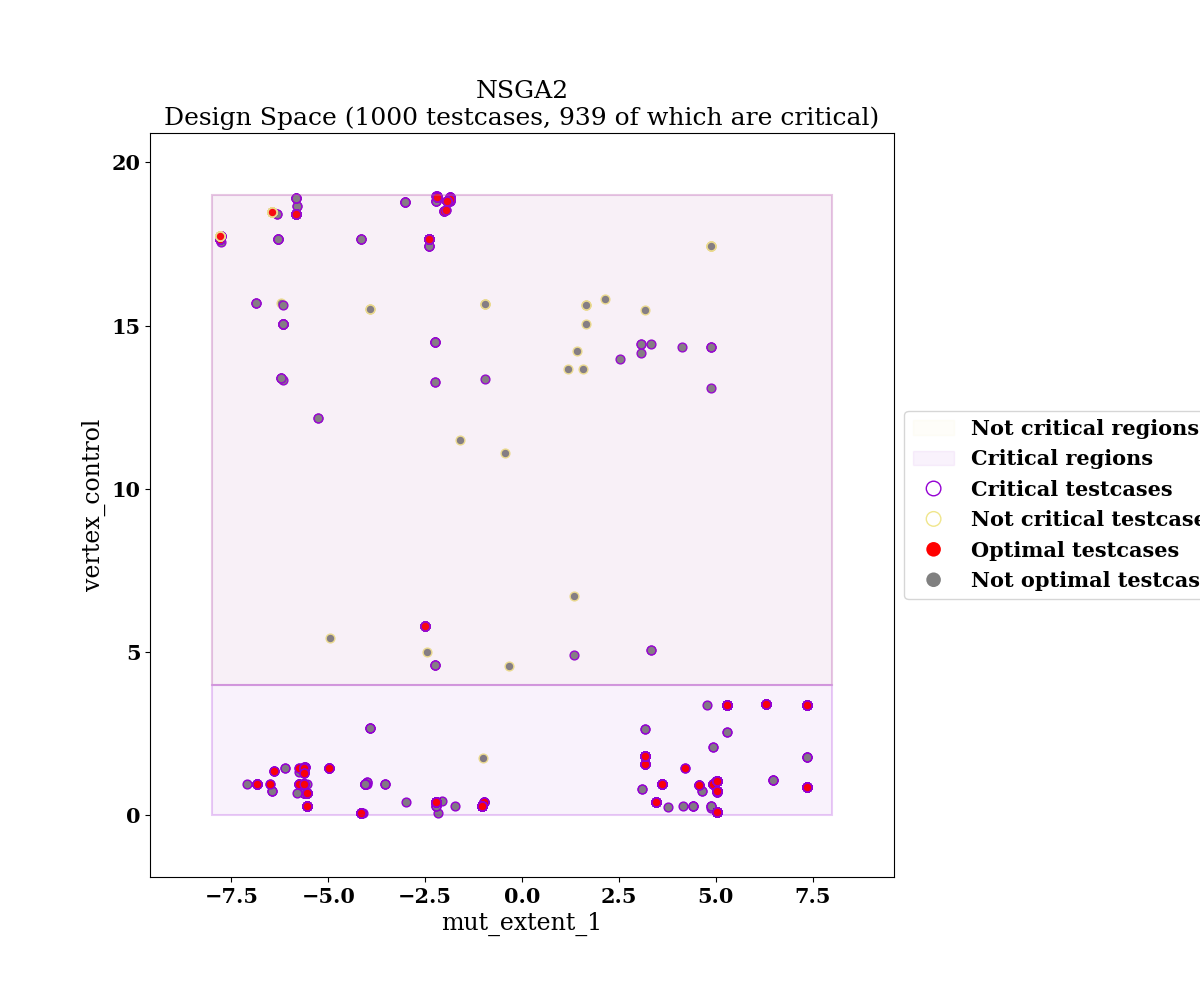 NSGA2
Design Space (1000 testcases, 939 of which are critical)
20
15
10
5
0
vertex_control
−7.5 −5.0 −2.5 0.0 2.5 5.0 7.5
mut_extent_1
Not critical regions
Critical regions
Critical testcases
Not critical testcase
Optimal testcases
Not optimal testcas